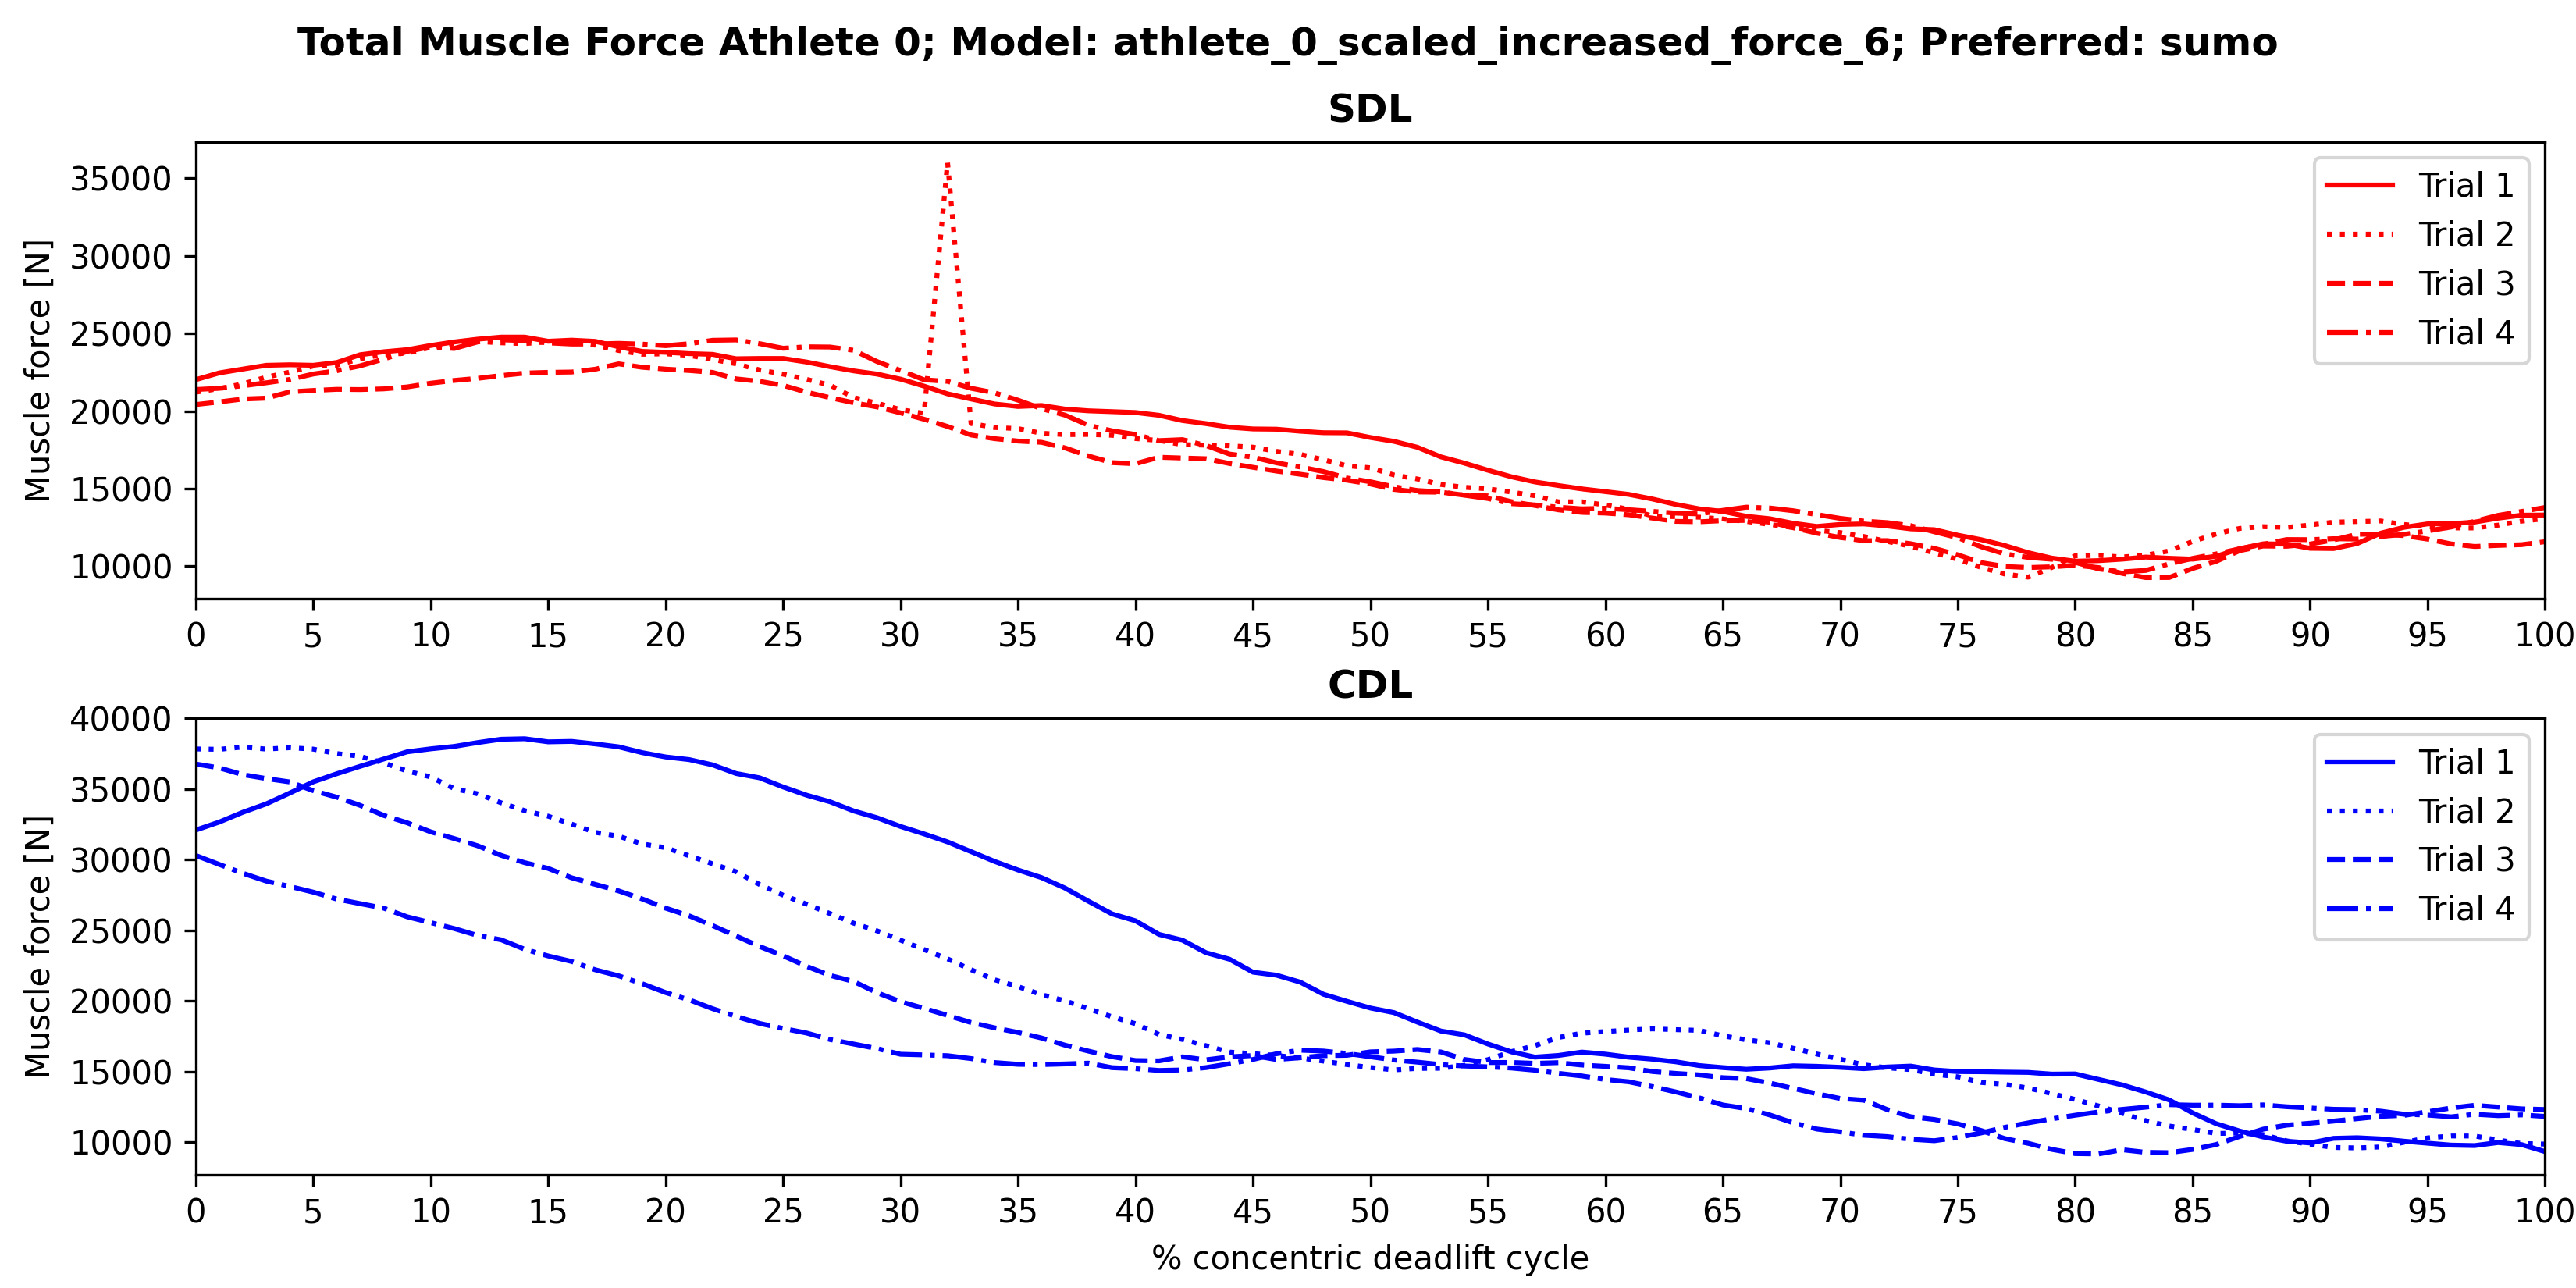 Total Muscle Force Athlete 0; Model: athlete_0_scaled_increased_force_6; Preferred: sumo
SDL
Muscle force [N]
35000
30000
25000
20000
15000
10000
0 5 10 15 20 25 30 35 40 45 50 55 60 65 70 75 80 85 90 95 100
Trial 1
Trial 2
Trial 3
Trial 4
CDL
Muscle force [N]
40000
35000
30000
25000
20000
15000
10000
0 5 10 15 20 25 30 35 40 45 50 55 60 65 70 75 80 85 90 95 100
Trial 1
Trial 2
Trial 3
Trial 4
% concentric deadlift cycle